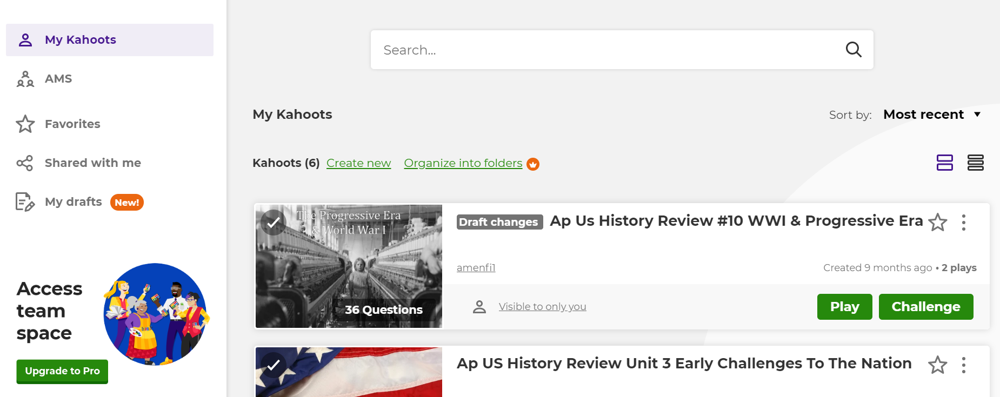 My Kahoots
AMS
Favorites
Shared with me
My drafts New!
Access
team
space
Upgrade to Pro
Search...
My Kahoots
Sort by: Most recent
Kahoots (6) Create new Organize into folders
The Progressive Era
& World War I
36 Questions
Draft changes Ap Us History Review #10 WWI & Progressive Era
amenfi1
Created 9 months ago • 2 plays
Visible to only you
Play Challenge
Ap US History Review Unit 3 Early Challenges To The Nation